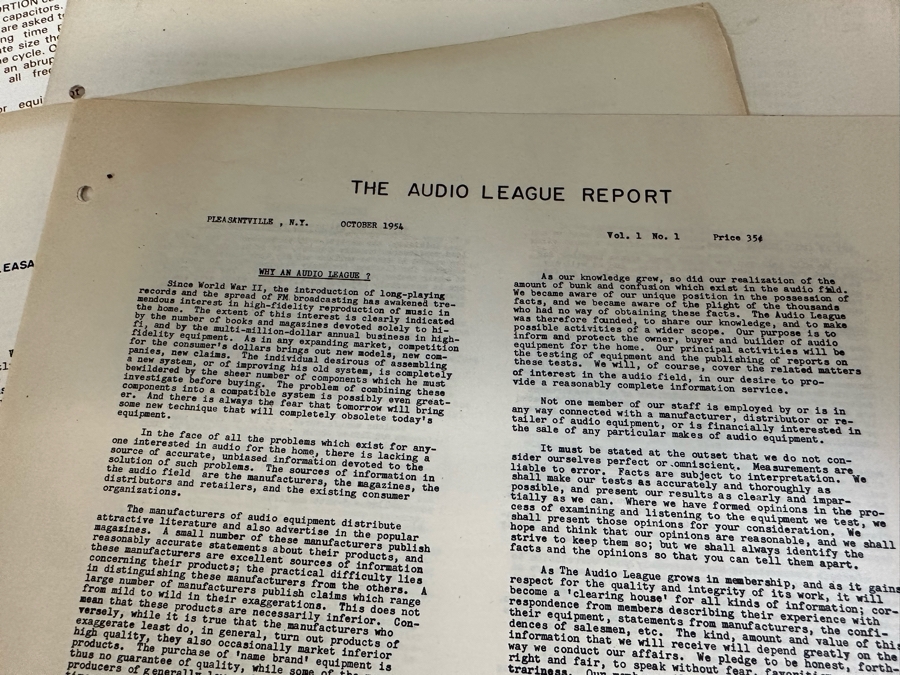 ORTION
capacitors.
are asked t
ng time p
ate size the
e cycle. O
an abrup
all free
or equi
or
EASA
THE AUDIO LEAGUE REPORT
PLEASANTVILLE , N.Y. OCTOBER 1954
Vol. 1 No. 1 Price 35¢
WHY AN AUDIO LEAGUE ?
Since World War II, the introduction of long-playing
records and the spread of FM broadcasting has awakened tre-
mendous interest in high-fidelity reproduction of music in
the home. The extent of this interest is clearly indicated
by the number of books and magazines devoted solely to hi-
fi, and by the multi-million-dollar annual business in high-
fidelity equipment. As in any expanding market, competition
for the consumer's dollars brings out new models, new com-
panies, new claims. The individual desirous of assembling
a new system, or of improving his old system, is completely
bewildered by the sheer number of components which he must
investigate before buying. The problem of combining these
components into a compatible system is possibly even great-
er. And there is always the fear that tomorrow will bring
some new technique that will completely obsolete today's
equipment.
In the face of all the problems which exist for any-
one interested in audio for the home, there is lacking a
source of accurate, unbiased information devoted to the
solution of such problems. The sources of information in
the audio field are the manufacturers, the magazines, the
distributors and retailers, and the existing consumer
organizations.
The manufacturers of audio equipment distribute
attractive literature and also advertise in the popular
magazines. A small number of these manufacturers publish
reasonably accurate statements about their products, and
these manufacturers are excellent sources of information
concerning their products; the practical difficulty lies
in distinguishing these manufacturers from the others. A
large number of manufacturers publish claims which range
from mild to wild in their exaggerations. This does not
mean that these products are necessarily inferior. Con-
versely, while it is true that the manufacturers who
exaggerate least do, in general, turn out products of
high quality, they also occasionally market inferior
products. The purchase of 'name brand' equipment is
thus no guarantee of quality, while some of the
producers of generally
As our knowledge grew, so did our realization of the
amount of bunk and confusion which exist in the audio field.
We became aware of our unique position in the possession of
facts, and we became aware of the plight of the thousands
who had no way of obtaining these facts. The Audio League
was therefore founded, to share our knowledge, and to make
possible activities of a wider scope. Our purpose is to
inform and protect the owner, buyer and builder of audio
equipment for the home. Our principal activities will be
the testing of equipment and the publishing of reports on
these tests. We will, of course, cover the related matters
of interest in the audio field, in our desire to pro-
vide a reasonably complete information service.
Not one member of our staff is employed by or is in
any way connected with a manufacturer, distributor or re-
tailer of audio equipment, or is financially interested in
the sale of any particular makes of audio equipment.
It must be stated at the outset that we do not con-
sider ourselves perfect or omniscient. Measurements are
liable to error. Facts are subject to interpretation. We
shall make our tests as accurately and thoroughly as
possible, and present our results as clearly and impar-
tially as we can. Where we have formed opinions in the pro-
cess of examining and listening to the equipment we test, we
shall present those opinions for your consideration. We
hope and think that our opinions are reasonable, and we shall
strive to keep them so; but we shall always identify the
facts and the opinions so that you can tell them apart.
As The Audio League grows in membership, and as it gains
respect for the quality and integrity of its work, it will
become a 'clearing house' for all kinds of information; cor-
respondence from members describing their experience with
their equipment, statements from manufacturers, the confi-
dences of salesmen, etc. The kind, amount and value of this
information that we will receive will depend greatly on the
way we conduct our affairs. We pledge to be honest, forth-
right and fair, to speak without fear,
trariness. Our